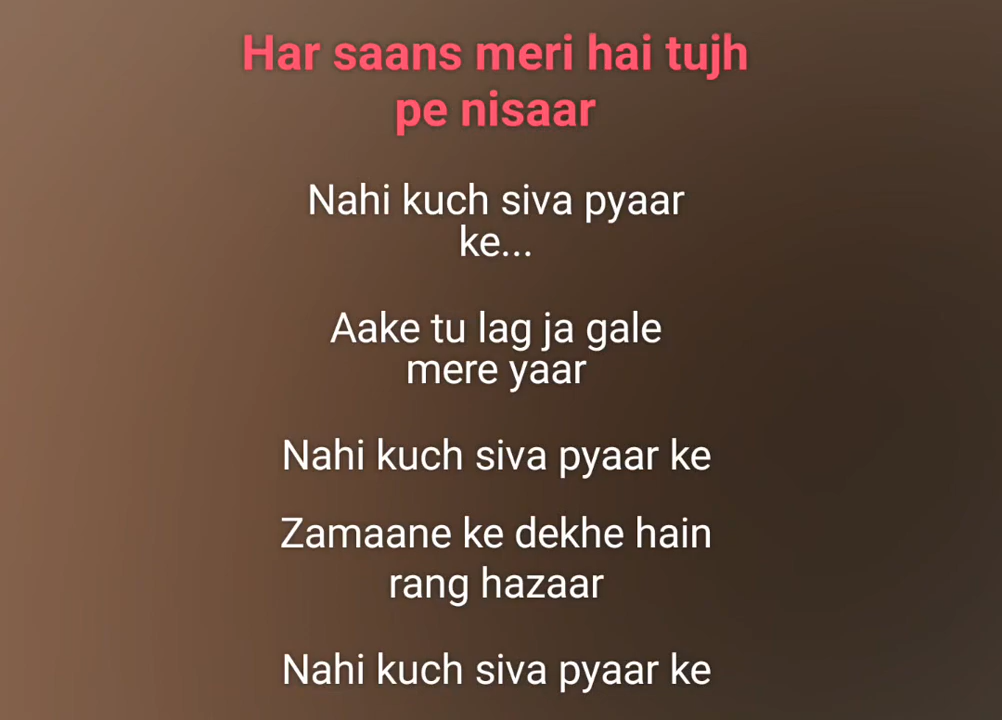 Har saans meri hai tujh
pe nisaar
Nahi kuch siva pyaar
ke...
Aake tu lag ja gale
mere yaar
Nahi kuch siva pyaar ke
Zamaane ke dekhe hain
rang hazaar
Nahi kuch siva pyaar ke